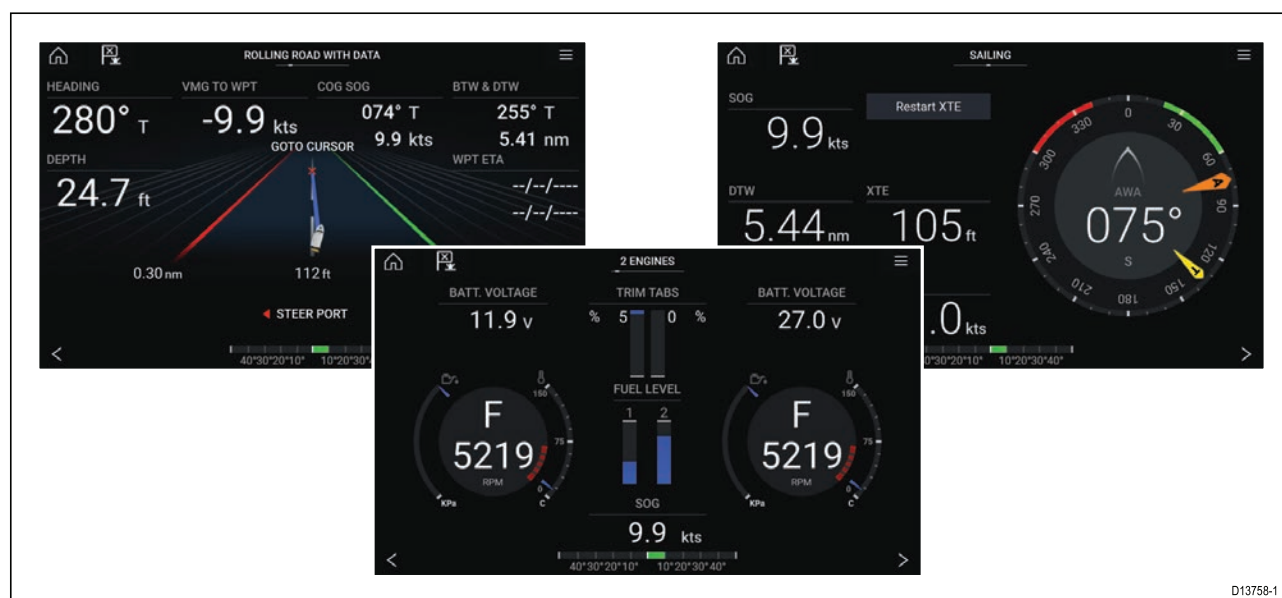 ROLLING ROAD WITH DATA
HEADING
VMG TO WPT
COG SOG
BTW & DTW
280° T
-9.9 kts
074° T
9.9 kts
255° T
5.41 nm
GOTO CURSOR
DEPTH
24.7 ft
WPT ETA
--/--/----
--/--/----
0.30 nm
112 ft
STEER PORT
40°30°20°10° 10°20°30°
SAILING
SOG
9.9 kts
Restart XTE
DTW
5.44 nm
XTE
105 ft
.0 kts
0°30°20°10° 10°20°30°40°
0
30
60
90
120
150
180
210
240
270
300
330
A
T
AWA
075°
S
2 ENGINES
BATT. VOLTAGE
11.9 v
TRIM TABS
% 5 0 %
BATT. VOLTAGE
27.0 v
FUEL LEVEL
1 2
F
5219
RPM
150
75
0
KPa
C
F
5219
RPM
150
75
0
KPa
C
SOG
9.9 kts
40°30°20°10° 10°20°30°40°
D13758-1